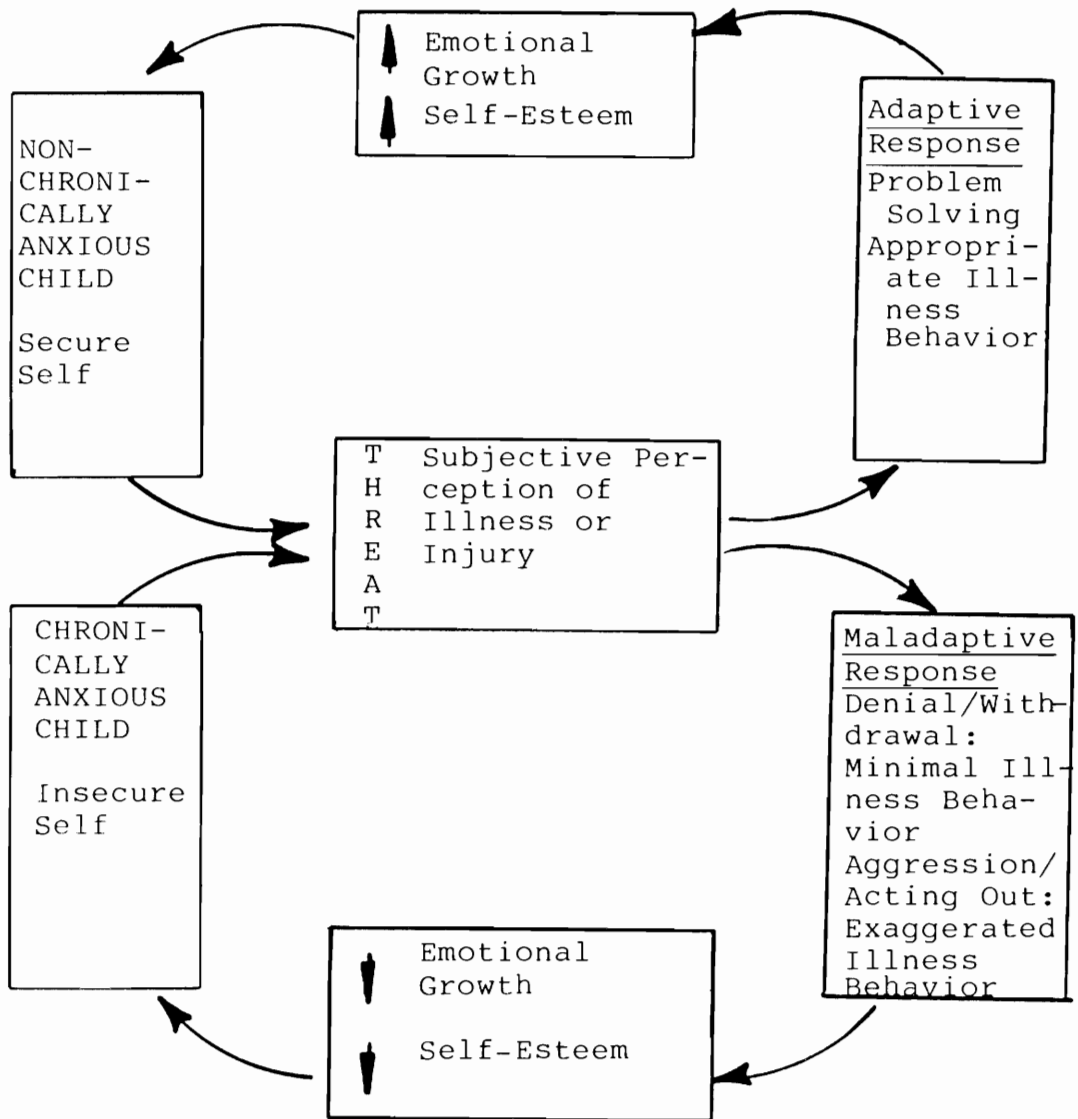 Emotional
Growth
Self-Esteem
Adaptive
Response
Problem
Solving
Appropri-
ate Ill-
ness
Behavior
NON-
CHRONI-
CALLY
ANXIOUS
CHILD
Secure
Self
T
H
R
E
A
T
Subjective Per-
ception of
Illness or
Injury
CHRONI-
CALLY
ANXIOUS
CHILD
Insecure
Self
Maladaptive
Response
Denial/With-
drawal:
Minimal Ill-
ness Beha-
vior
Aggression/
Acting Out:
Exaggerated
Illness
Behavior
Emotional
Growth
Self-Esteem